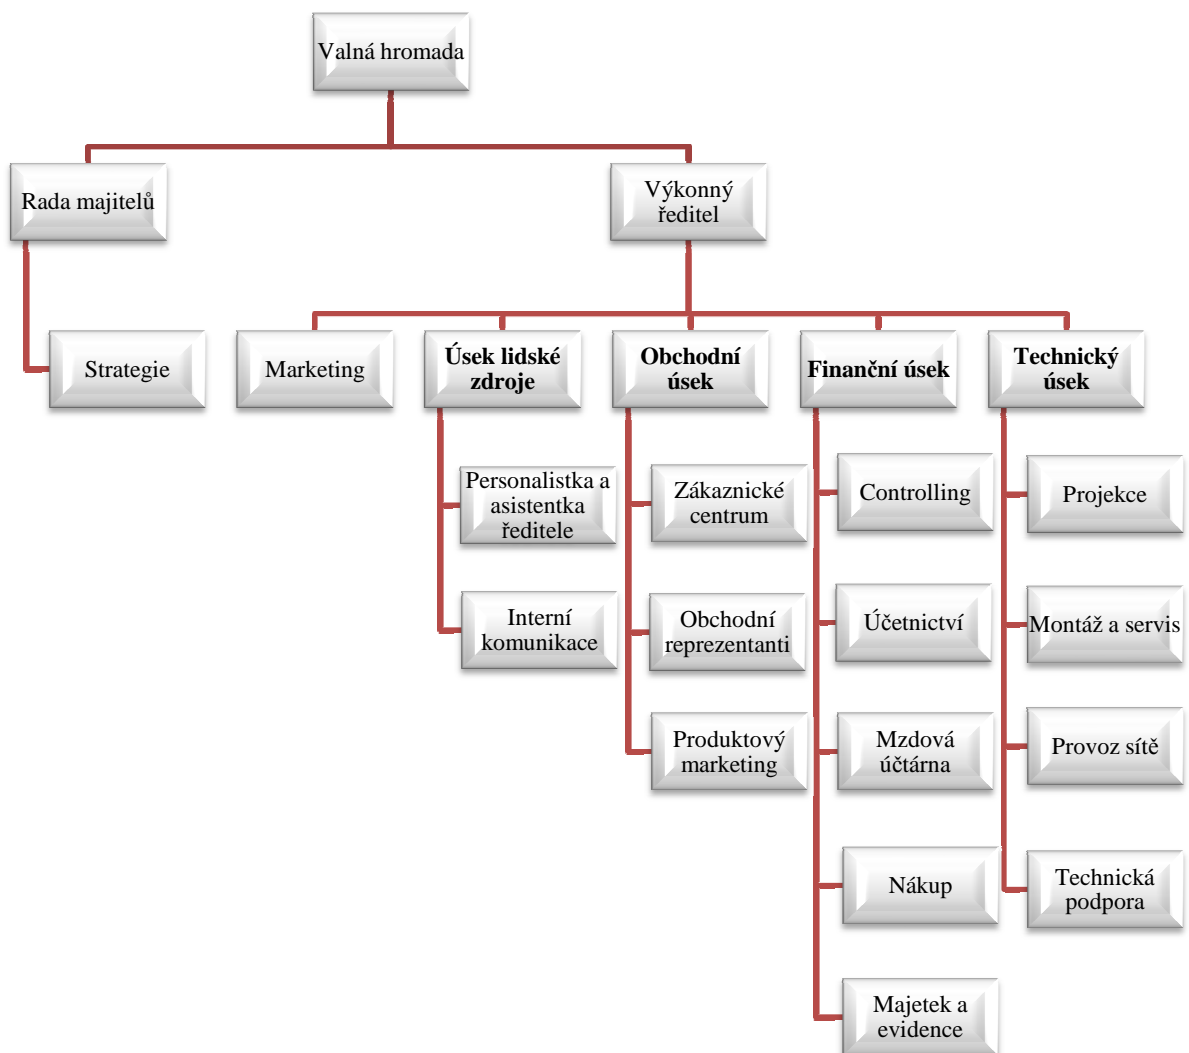 Valná hromada
Rada majitelů
Výkonný
ředitel
Strategie
Marketing
Úsek lidské
zdroje
Obchodní
úsek
Finanční úsek
Technický
úsek
Personalistka a
asistentka
ředitele
Interní
komunikace
Zákaznické
centrum
Obchodní
reprezentanti
Produktový
marketing
Controlling
Účetnictví
Mzdová
účtárna
Nákup
Majetek a
evidence
Projekce
Montáž a servis
Provoz sítě
Technická
podpora